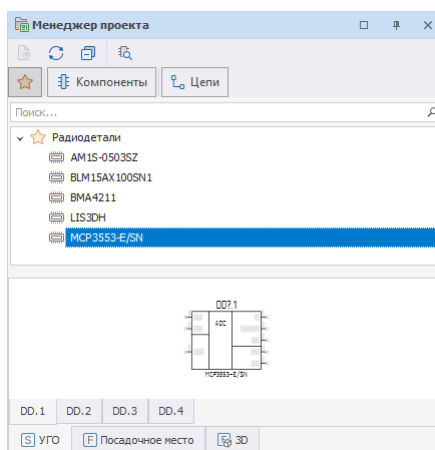 Менеджер проекта
Компоненты
Цепи
Поиск...
Радиодетали
AM1S-0503SZ
BLM15AX100SN1
BMA4211
LIS3DH
MCP3553-E/SN
DD?.1
ADC
MCP3553-E/SN
DD.1 DD.2 DD.3 DD.4
S УГО F Посадочное место 3D